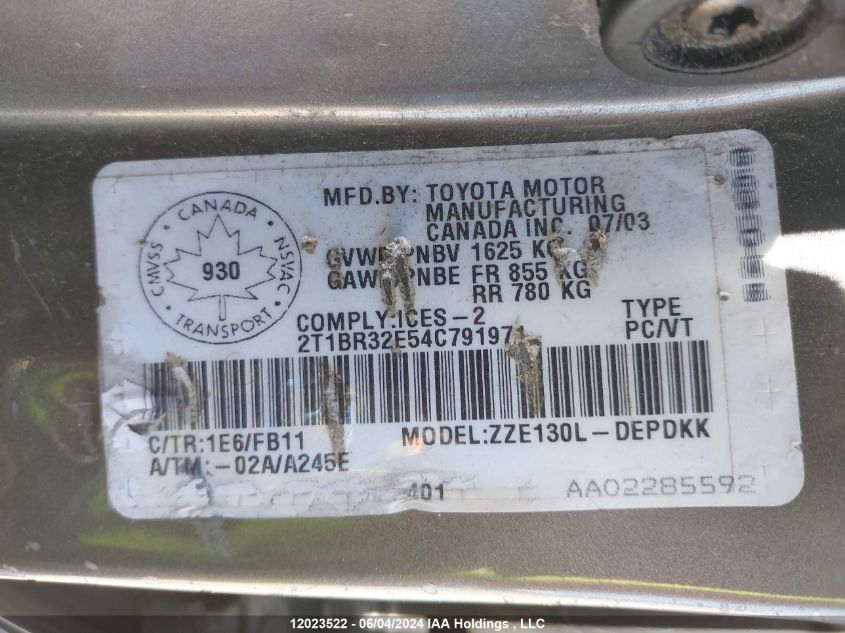 MFD.BY: TOYOTA MOTOR
MANUFACTURING
CANADA INC. 07/03
GVWR/PNBV 1625 KG
GAWR/PNBE FR 855 KG
RR 780 KG
CANADA
CMVSS
NSVAC
930
TRANSPORT
COMPLY:ICES-2
TYPE
PC/VT
C/TR:1E6/FB11
MODEL:ZZE130L-DEPDKK
A/TM:-02A/A245E
401
AA02285592
12023522 - 06/04/2024 IAA Holdings, LLC. / copart